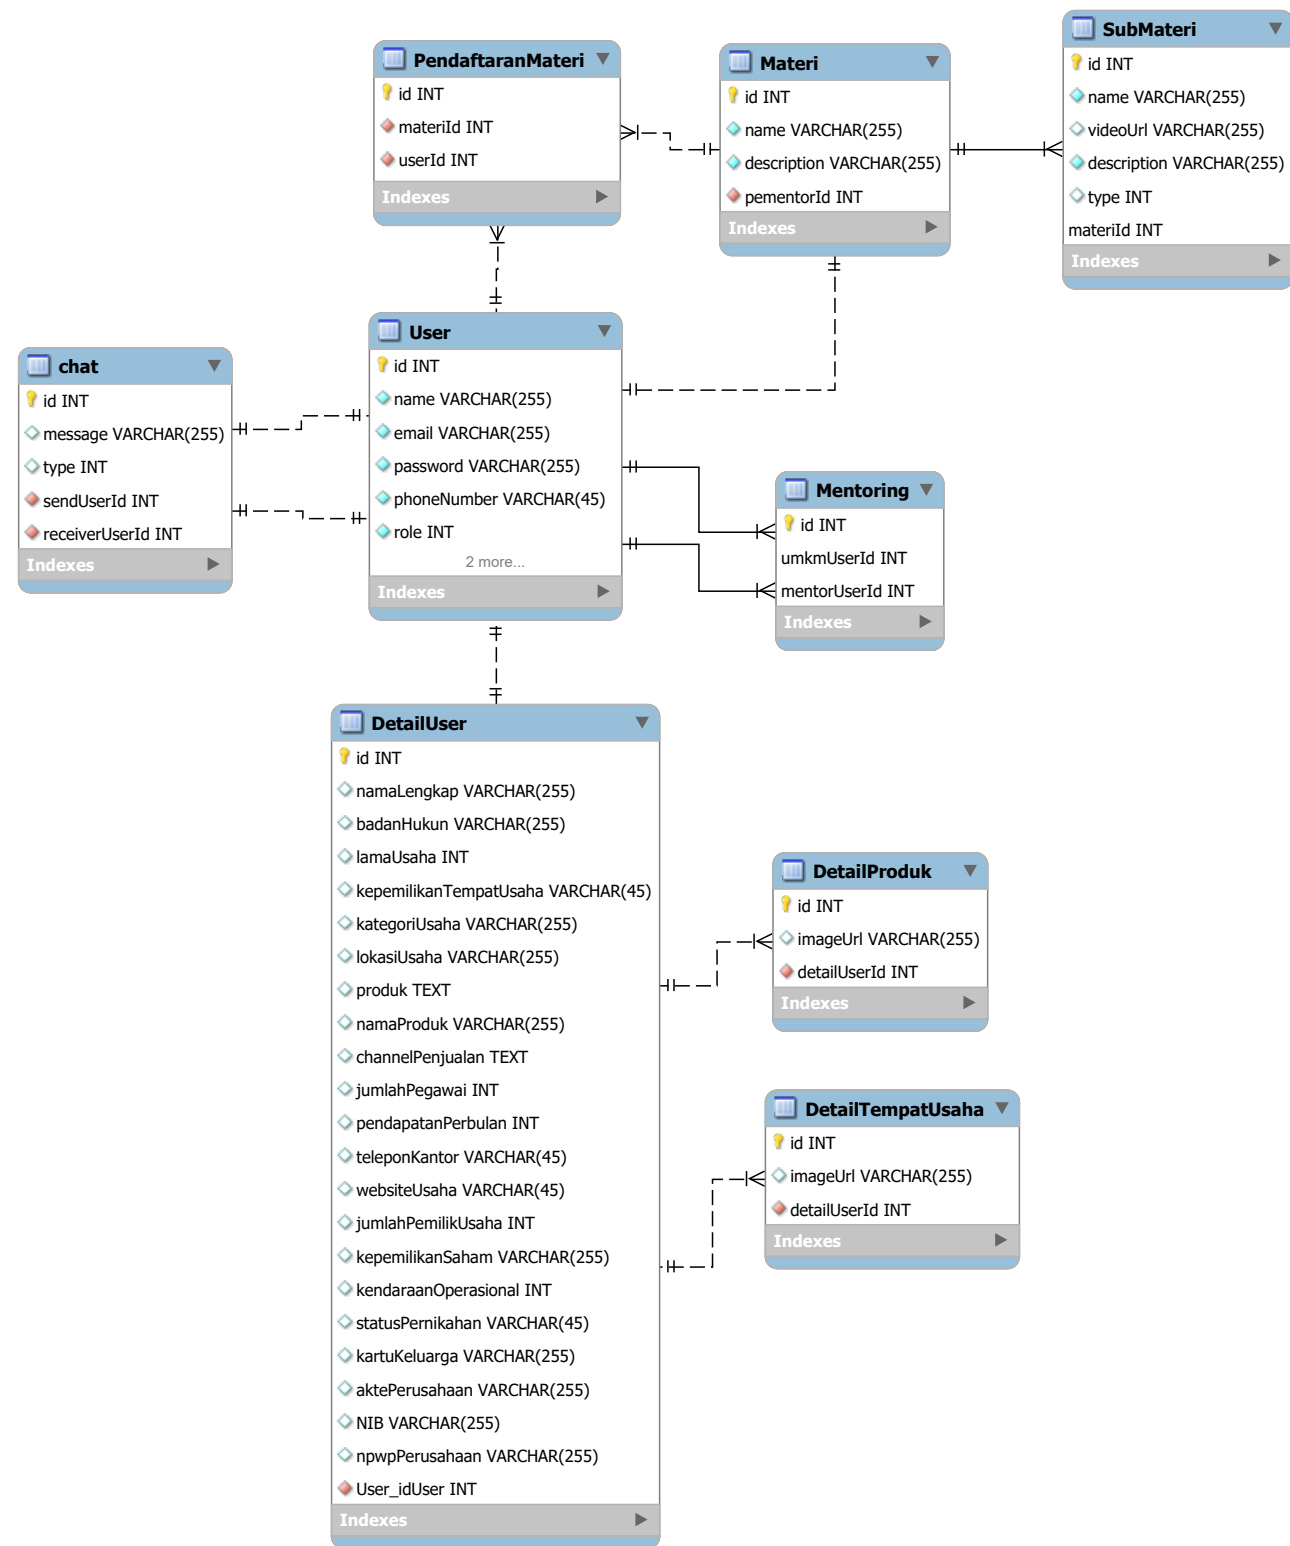 PendaftaranMateri
id INT
materiId INT
userId INT
Indexes
Materi
id INT
name VARCHAR(255)
description VARCHAR(255)
pementorId INT
Indexes
SubMateri
id INT
name VARCHAR(255)
videoUrl VARCHAR(255)
description VARCHAR(255)
type INT
materiId INT
Indexes
chat
id INT
message VARCHAR(255)
type INT
sendUserId INT
receiverUserId INT
Indexes
User
id INT
name VARCHAR(255)
email VARCHAR(255)
password VARCHAR(255)
phoneNumber VARCHAR(45)
role INT
2 more...
Indexes
Mentoring
id INT
umkmUserId INT
mentorUserId INT
Indexes
DetailUser
id INT
namaLengkap VARCHAR(255)
badanHukun VARCHAR(255)
lamaUsaha INT
kepemilikanTempatUsaha VARCHAR(45)
kategoriUsaha VARCHAR(255)
lokasiUsaha VARCHAR(255)
produk TEXT
namaProduk VARCHAR(255)
channelPenjualan TEXT
jumlahPegawai INT
pendapatanPerbulan INT
teleponKantor VARCHAR(45)
websiteUsaha VARCHAR(45)
jumlahPemilikUsaha INT
kepemilikanSaham VARCHAR(255)
kendaraanOperasional INT
statusPernikahan VARCHAR(45)
kartuKeluarga VARCHAR(255)
aktePerusahaan VARCHAR(255)
NIB VARCHAR(255)
npwpPerusahaan VARCHAR(255)
User_idUser INT
Indexes
DetailProduk
id INT
imageUrl VARCHAR(255)
detailUserId INT
Indexes
DetailTempatUsaha
id INT
imageUrl VARCHAR(255)
detailUserId INT
Indexes